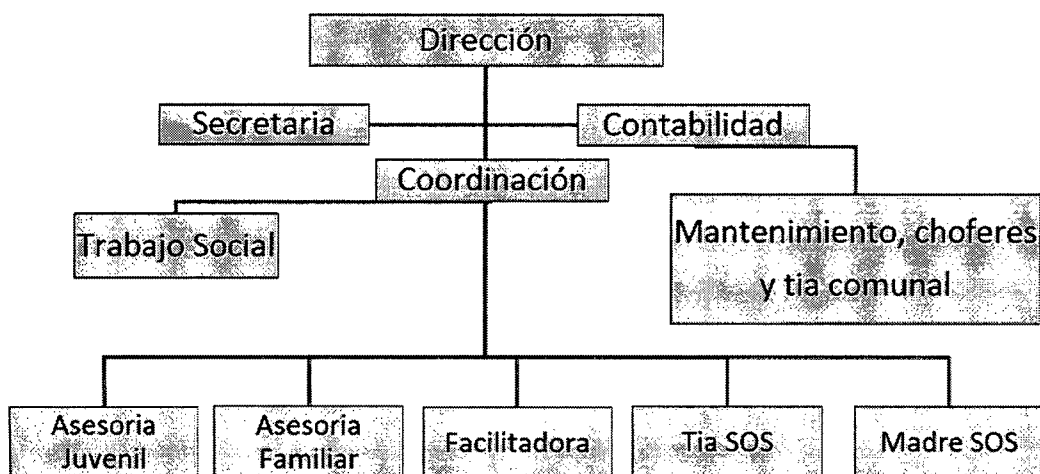 Dirección
Secretaria
Contabilidad
Coordinación
Trabajo Social
Mantenimiento, choferes
y tia comunal
Asesoria
Juvenil
Asesoria
Familiar
Facilitadora
Tia SOS
Madre SOS